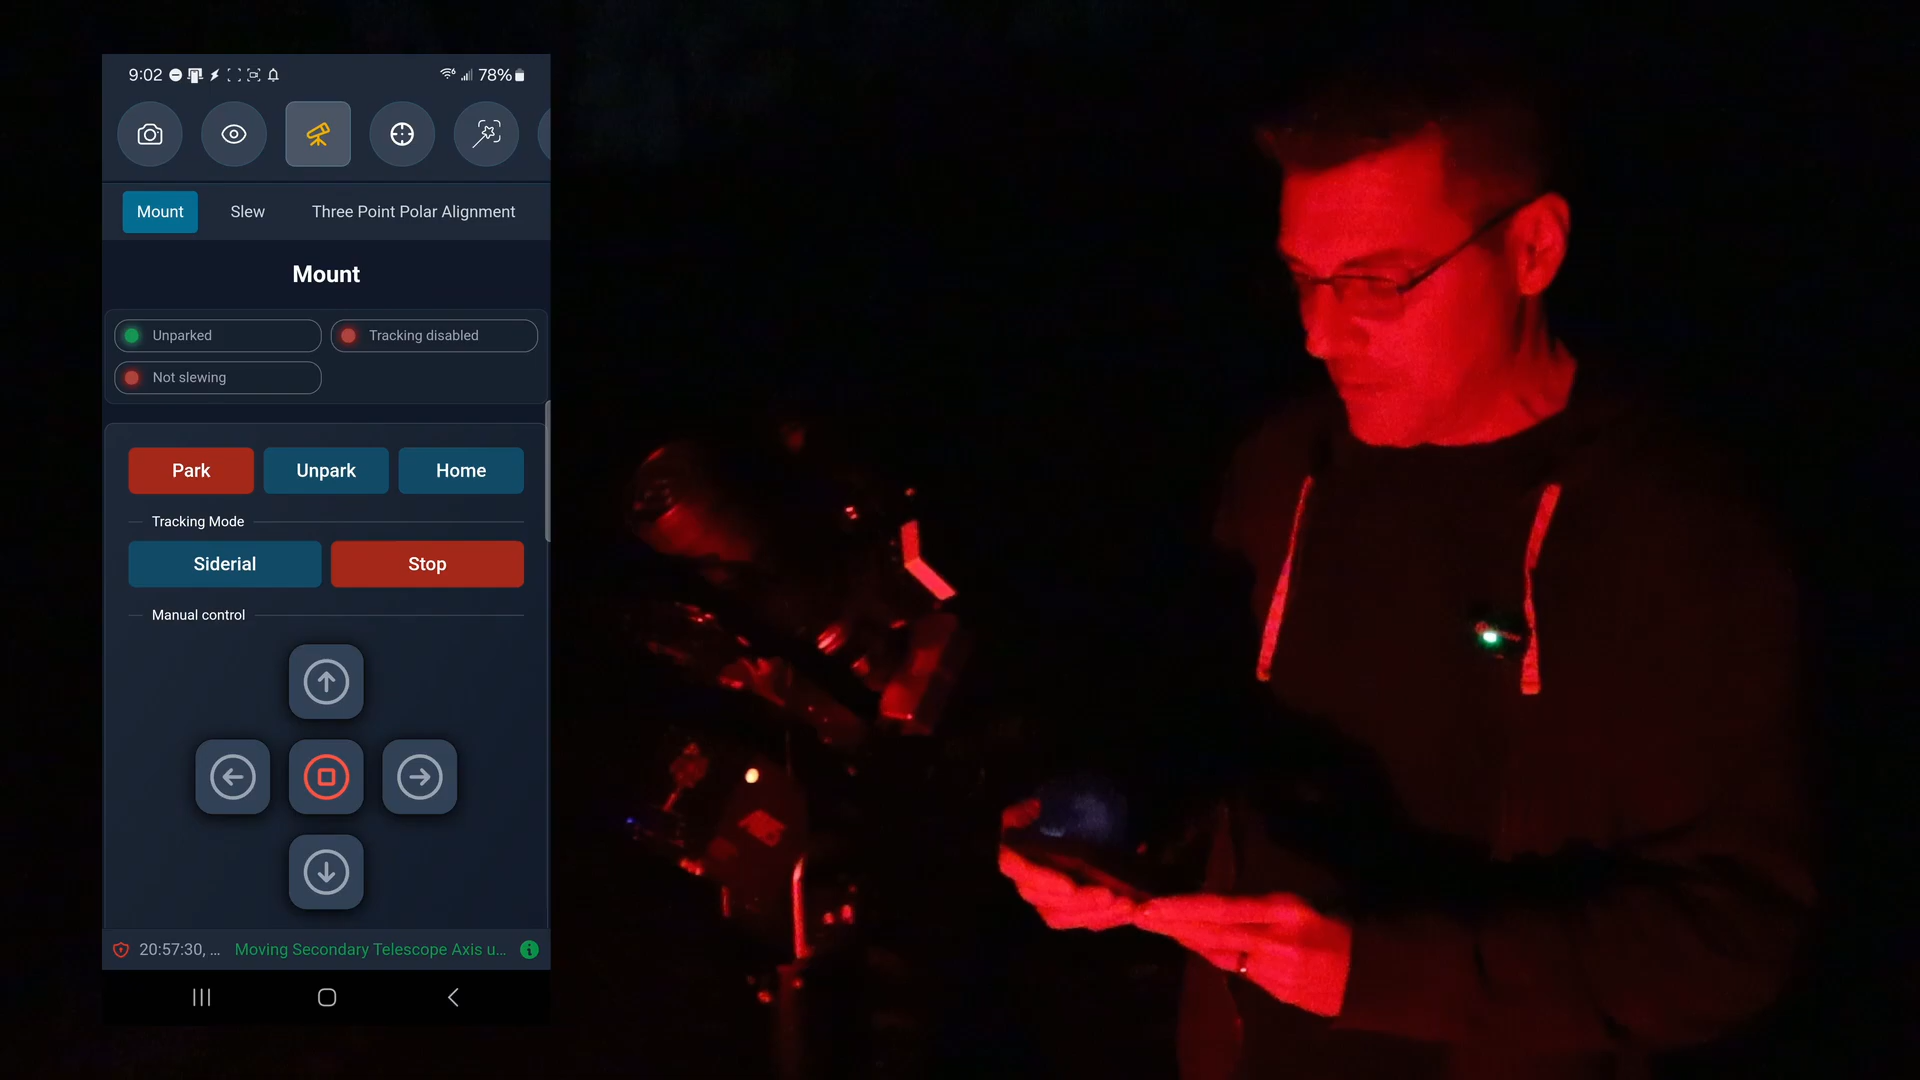 9:02 78%
Mount Slew Three Point Polar Alignment
Mount
Unparked Tracking disabled
Not slewing
Park Unpark Home
Tracking Mode
Siderial Stop
Manual control
20:57:30, ... Moving Secondary Telescope Axis u...